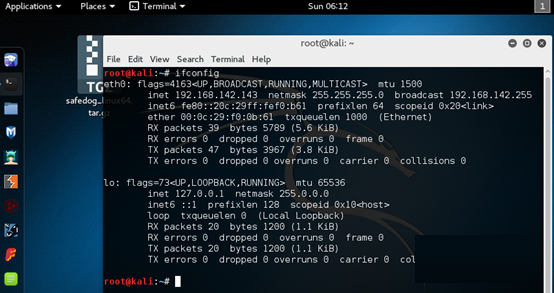 Applications Places Terminal Sun 06:12 1
root@kali: ~
File Edit View Search Terminal Help
root@kali:~# ifconfig
eth0: flags=4163<UP,BROADCAST,RUNNING,MULTICAST> mtu 1500
inet 192.168.142.143 netmask 255.255.255.0 broadcast 192.168.142.255
inet6 fe80::20c:29ff:fef0:b61 prefixlen 64 scopeid 0x20<link>
ether 00:0c:29:f0:0b:61 txqueuelen 1000 (Ethernet)
RX packets 39 bytes 5789 (5.6 KiB)
RX errors 0 dropped 0 overruns 0 frame 0
TX packets 47 bytes 3967 (3.8 KiB)
TX errors 0 dropped 0 overruns 0 carrier 0 collisions 0
lo: flags=73<UP,LOOPBACK,RUNNING> mtu 65536
inet 127.0.0.1 netmask 255.0.0.0
inet6 ::1 prefixlen 128 scopeid 0x10<host>
loop txqueuelen 0 (Local Loopback)
RX packets 20 bytes 1200 (1.1 KiB)
RX errors 0 dropped 0 overruns 0 frame 0
TX packets 20 bytes 1200 (1.1 KiB)
TX errors 0 dropped 0 overruns 0 carrier 0 col
root@kali:~#
TG
safedog_linux64.
tar.gz